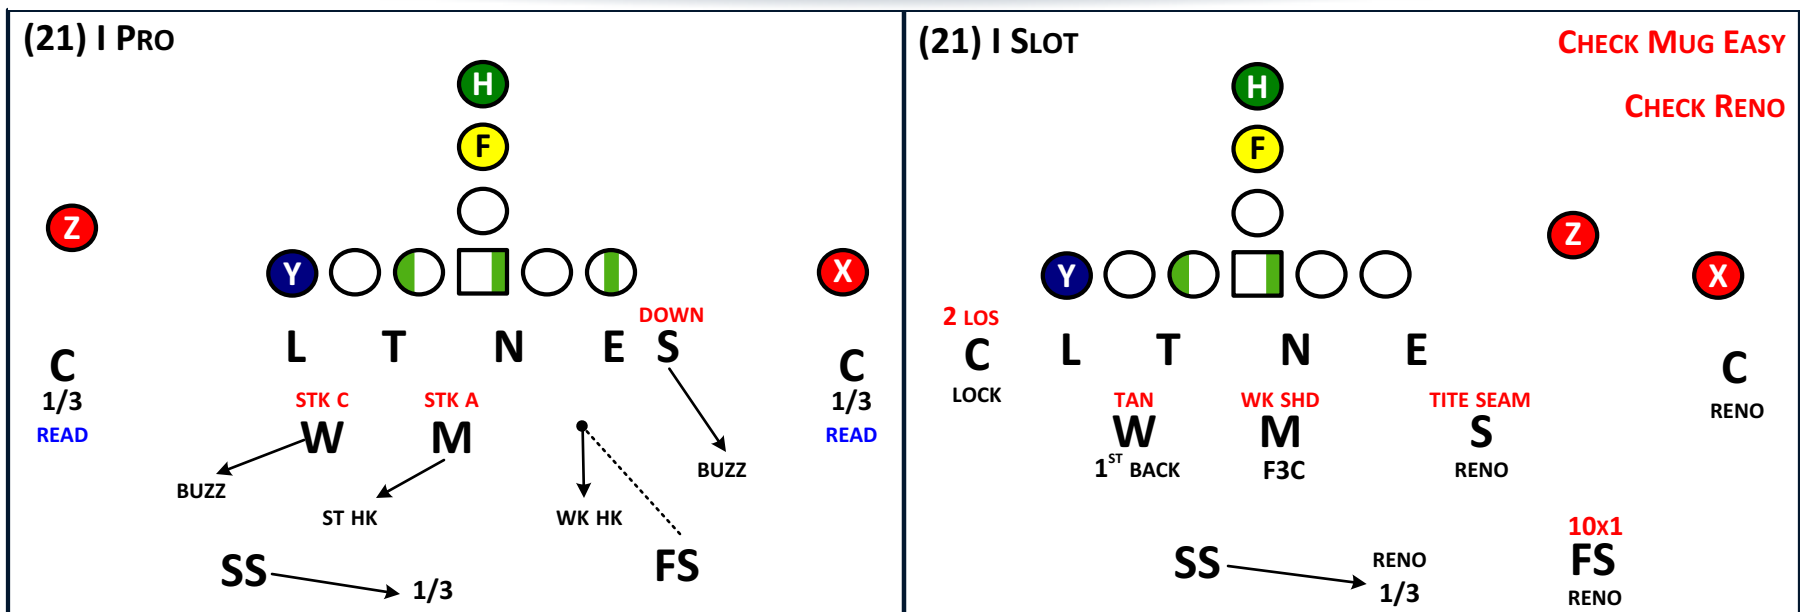 (21) I PRO
H
F
Z
Y
X
DOWN
L T N E S
C
1/3
READ
C
1/3
READ
STK C
STK A
W
M
BUZZ
BUZZ
ST HK
WK HK
SS
1/3
FS
(21) I SLOT
CHECK MUG EASY
CHECK RENO
H
F
Z
Y
X
2 LOS
C
LOCK
L T N E
C
RENO
TAN
WK SHD
TITE SEAM
W
M
S
1ST BACK
F3C
RENO
10X1
SS
RENO
1/3
FS
RENO